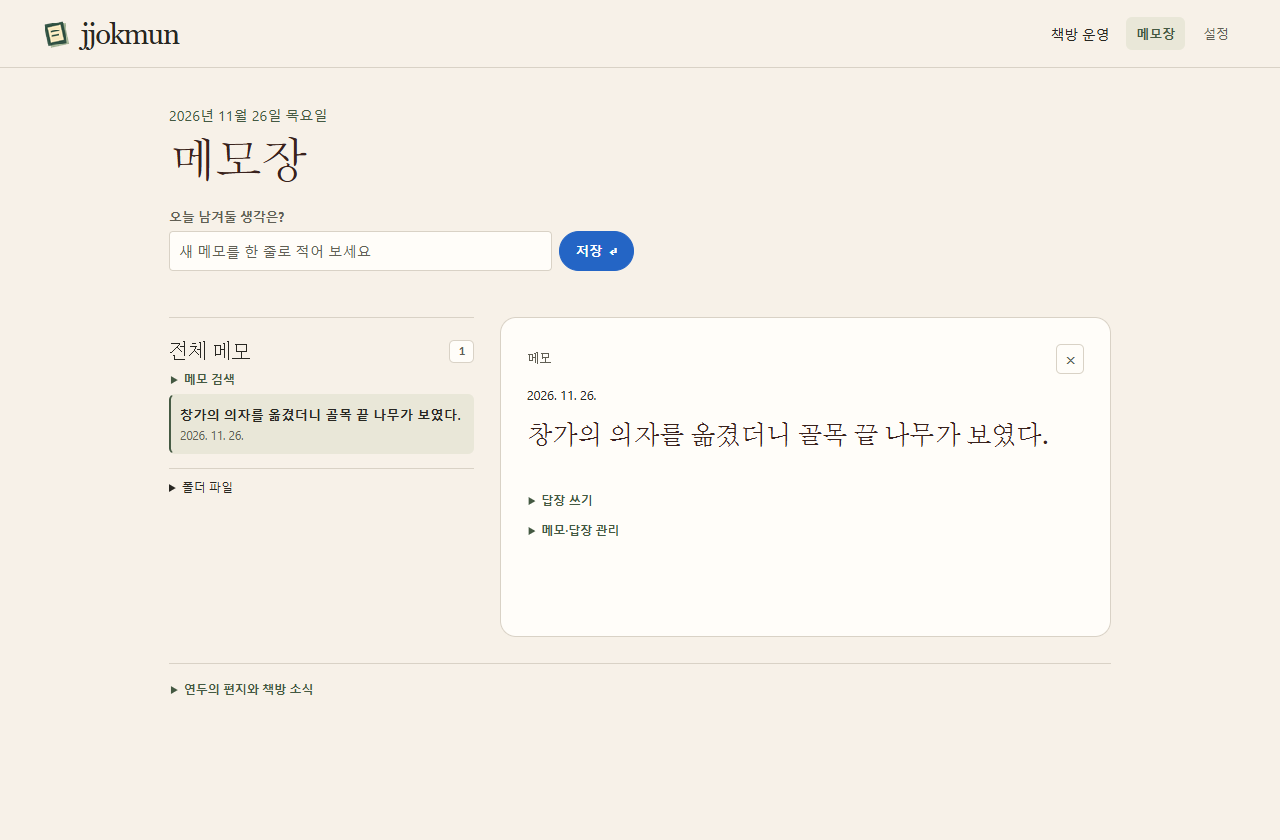 jjokmun
책방 운영
메모장
설정
2026년 11월 26일 목요일
메모장
오늘 남겨둘 생각은?
새 메모를 한 줄로 적어 보세요
저장 ↲
전체 메모
1
▶ 메모 검색
창가의 의자를 옮겼더니 골목 끝 나무가 보였다.
2026. 11. 26.
▶ 폴더 파일
메모
×
2026. 11. 26.
창가의 의자를 옮겼더니 골목 끝 나무가 보였다.
▶ 답장 쓰기
▶ 메모·답장 관리
▶ 연두의 편지와 책방 소식